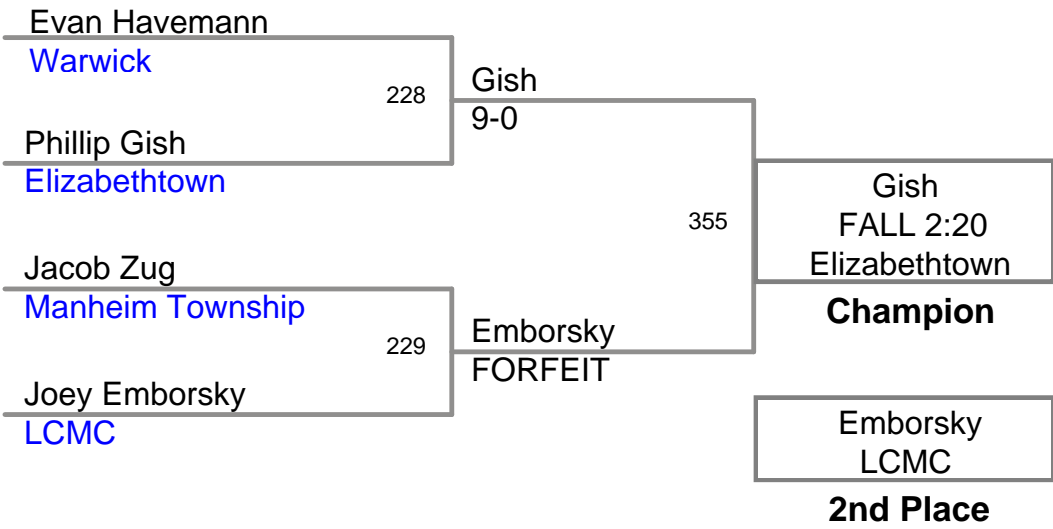 Evan Havemann
Warwick
228
Gish
9-0
Phillip Gish
Elizabethtown
355
Gish
FALL 2:20
Elizabethtown
Champion
Jacob Zug
Manheim Township
229
Emborsky
FORFEIT
Joey Emborsky
LCMC
Emborsky
LCMC
2nd Place